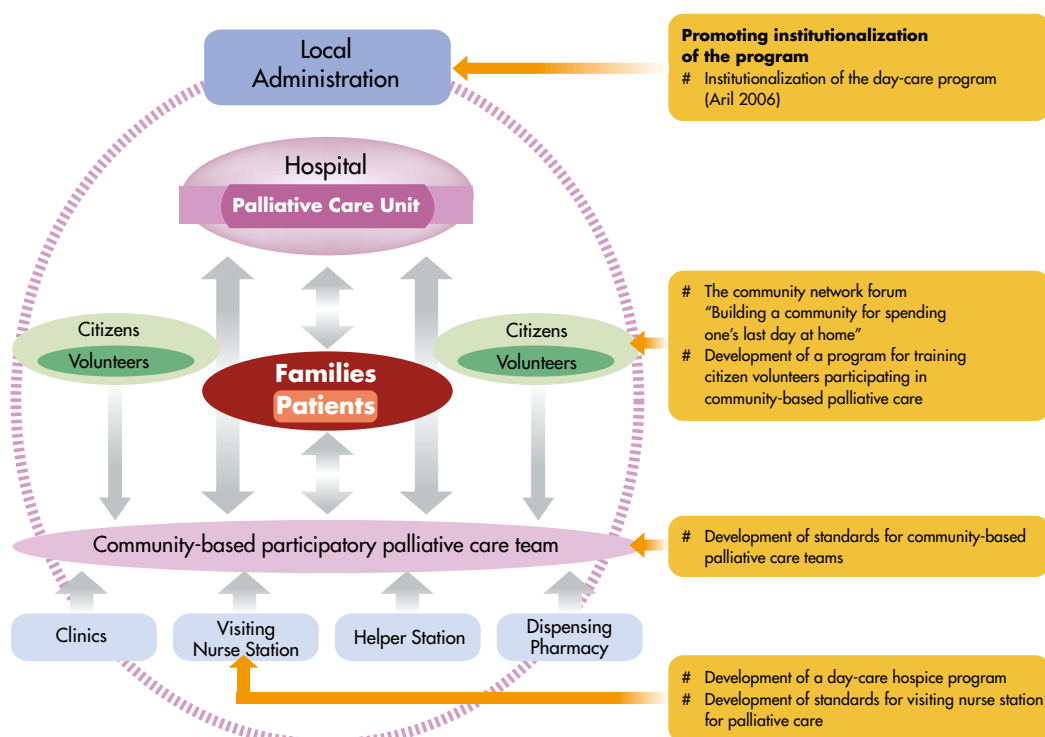 Local
Administration
Promoting institutionalization
of the program
# Institutionalization of the day-care program
(Aril 2006)
Hospital
Palliative Care Unit
Citizens
Volunteers
Families
Patients
Citizens
Volunteers
# The community network forum
“Building a community for spending
one’s last day at home”
# Development of a program for training
citizen volunteers participating in
community-based palliative care
Community-based participatory palliative care team
# Development of standards for community-based
palliative care teams
Clinics
Visiting
Nurse Station
Helper Station
Dispensing
Pharmacy
# Development of a day-care hospice program
# Development of standards for visiting nurse station
for palliative care